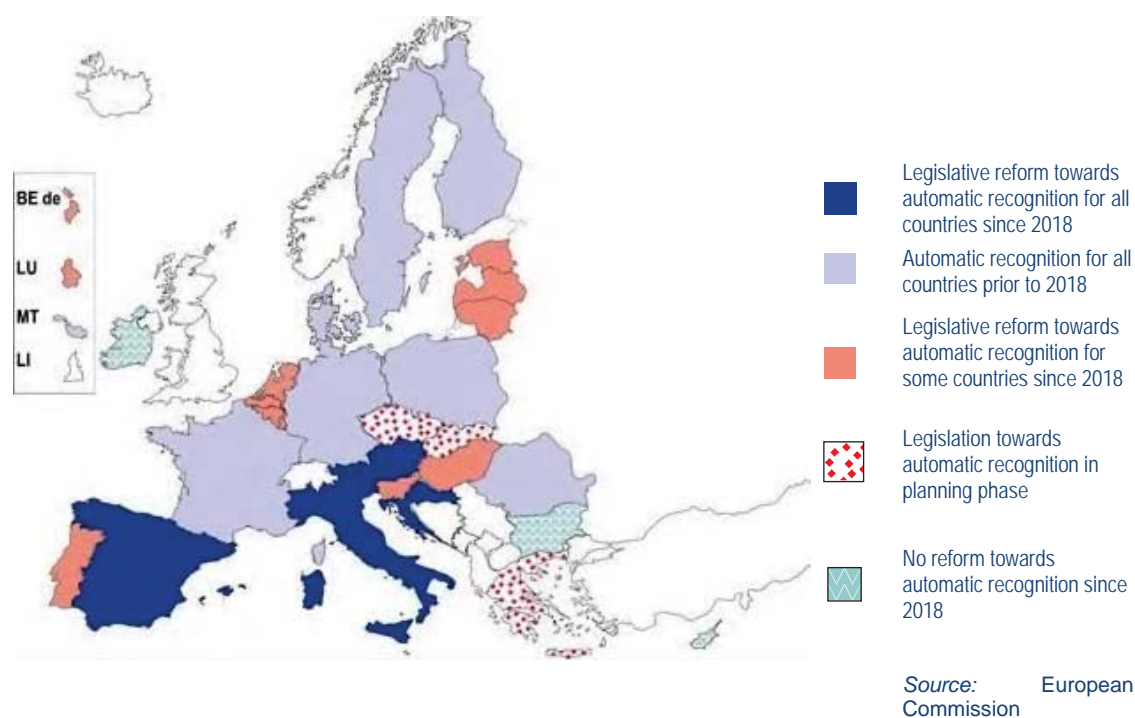 BE de
LU
MT
LI
Legislative reform towards
automatic recognition for all
countries since 2018
Automatic recognition for all
countries prior to 2018
Legislative reform towards
automatic recognition for
some countries since 2018
Legislation towards
automatic recognition in
planning phase
No reform towards
automatic recognition since
2018
Source: European
Commission